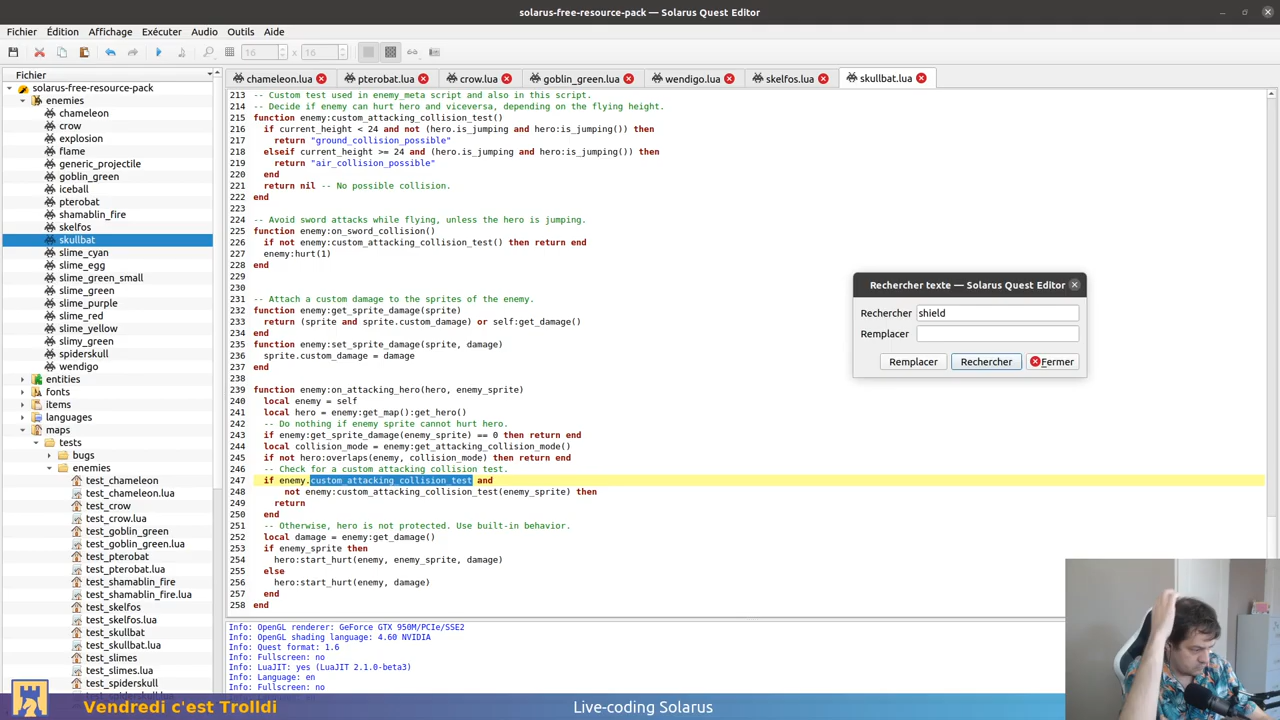 solarus-free-resource-pack — Solarus Quest Editor
Fichier Édition Affichage Exécuter Audio Outils Aide
16 x 16
Fichier
solarus-free-resource-pack
enemies
chameleon
crow
explosion
flame
generic_projectile
goblin_green
iceball
pterobat
shamablin_fire
skelfos
skullbat
slime_cyan
slime_egg
slime_green_small
slime_green
slime_purple
slime_red
slime_yellow
slimy_green
spiderskull
wendigo
entities
fonts
items
languages
maps
tests
bugs
enemies
test_chameleon
test_chameleon.lua
test_crow
test_crow.lua
test_goblin_green
test_goblin_green.lua
test_pterobat
test_pterobat.lua
test_shamablin_fire
test_shamablin_fire.lua
test_skelfos
test_skelfos.lua
test_skullbat
test_skullbat.lua
test_slimes
test_slimes.lua
test_spiderskull
chameleon.lua pterobat.lua crow.lua goblin_green.lua wendigo.lua skelfos.lua skullbat.lua
213 -- Custom test used in enemy_meta script and also in this script.
214 -- Decide if enemy can hurt hero and viceversa, depending on the flying height.
215 function enemy:custom_attacking_collision_test()
216 if current_height < 24 and not (hero.is_jumping and hero:is_jumping()) then
217 return "ground_collision_possible"
218 elseif current_height >= 24 and (hero.is_jumping and hero:is_jumping()) then
219 return "air_collision_possible"
220 end
221 return nil -- No possible collision.
222 end
223
224 -- Avoid sword attacks while flying, unless the hero is jumping.
225 function enemy:on_sword_collision()
226 if not enemy:custom_attacking_collision_test() then return end
227 enemy:hurt(1)
228 end
229
230
231 -- Attach a custom damage to the sprites of the enemy.
232 function enemy:get_sprite_damage(sprite)
233 return (sprite and sprite.custom_damage) or self:get_damage()
234 end
235 function enemy:set_sprite_damage(sprite, damage)
236 sprite.custom_damage = damage
237 end
238
239 function enemy:on_attacking_hero(hero, enemy_sprite)
240 local enemy = self
241 local hero = enemy:get_map():get_hero()
242 -- Do nothing if enemy sprite cannot hurt hero.
243 if enemy:get_sprite_damage(enemy_sprite) == 0 then return end
244 local collision_mode = enemy:get_attacking_collision_mode()
245 if not hero:overlaps(enemy, collision_mode) then return end
246 -- Check for a custom attacking collision test.
247 if enemy.custom_attacking_collision_test and
248 not enemy:custom_attacking_collision_test(enemy_sprite) then
249 return
250 end
251 -- Otherwise, hero is not protected. Use built-in behavior.
252 local damage = enemy:get_damage()
253 if enemy_sprite then
254 hero:start_hurt(enemy, enemy_sprite, damage)
255 else
256 hero:start_hurt(enemy, damage)
257 end
258 end
Rechercher texte — Solarus Quest Editor
Rechercher shield
Remplacer
Remplacer Rechercher Fermer
Info: OpenGL renderer: GeForce GTX 950M/PCIe/SSE2
Info: OpenGL shading language: 4.60 NVIDIA
Info: Quest format: 1.6
Info: Fullscreen: no
Info: LuaJIT: yes (LuaJIT 2.1.0-beta3)
Info: Language: en
Info: Fullscreen: no
Vendredi c'est Trolldi
Live-coding Solarus